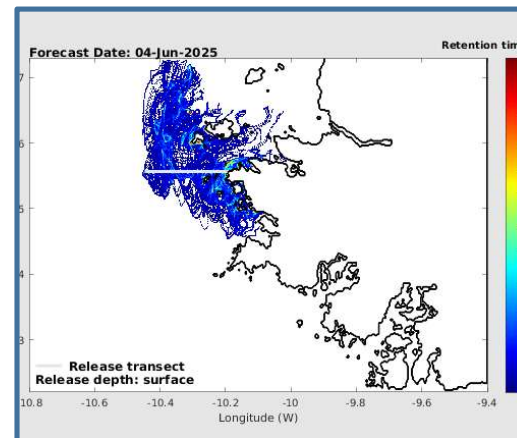 Forecast Date: 04-Jun-2025
Retention tim
7
6
5
4
3
Release transect
Release depth: surface
10.8
-10.6
-10.4
-10.2
-10
-9.8
-9.6
-9.4
Longitude (W)